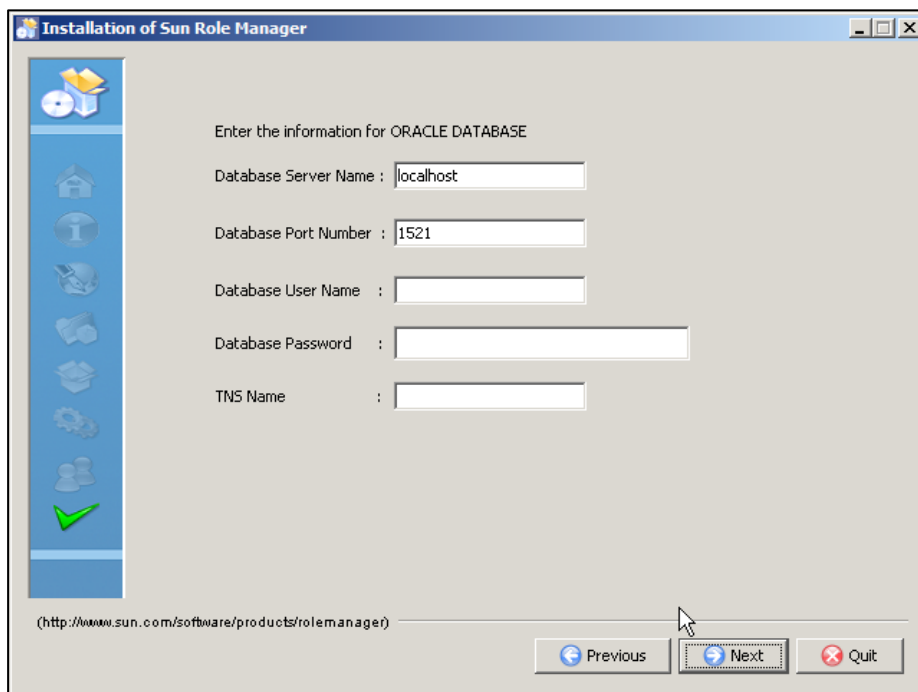 Installation of Sun Role Manager
Enter the information for ORACLE DATABASE
Database Server Name : localhost
Database Port Number : 1521
Database User Name :
Database Password :
TNS Name :
(http://www.sun.com/software/products/rolemanager)
Previous Next Quit